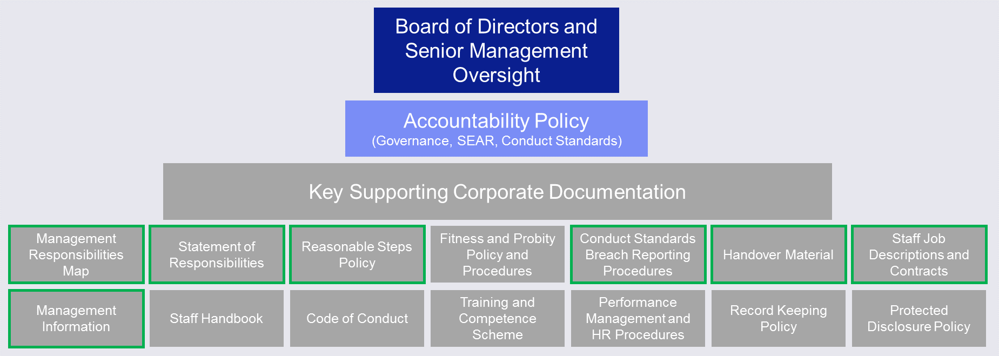 Board of Directors and
Senior Management
Oversight
Accountability Policy
(Governance, SEAR, Conduct Standards)
Key Supporting Corporate Documentation
Management
Responsibilities
Map
Statement of
Responsibilities
Reasonable Steps
Policy
Fitness and Probity
Policy and
Procedures
Conduct Standards
Breach Reporting
Procedures
Handover Material
Staff Job
Descriptions and
Contracts
Management
Information
Staff Handbook
Code of Conduct
Training and
Competence
Scheme
Performance
Management and
HR Procedures
Record Keeping
Policy
Protected
Disclosure Policy